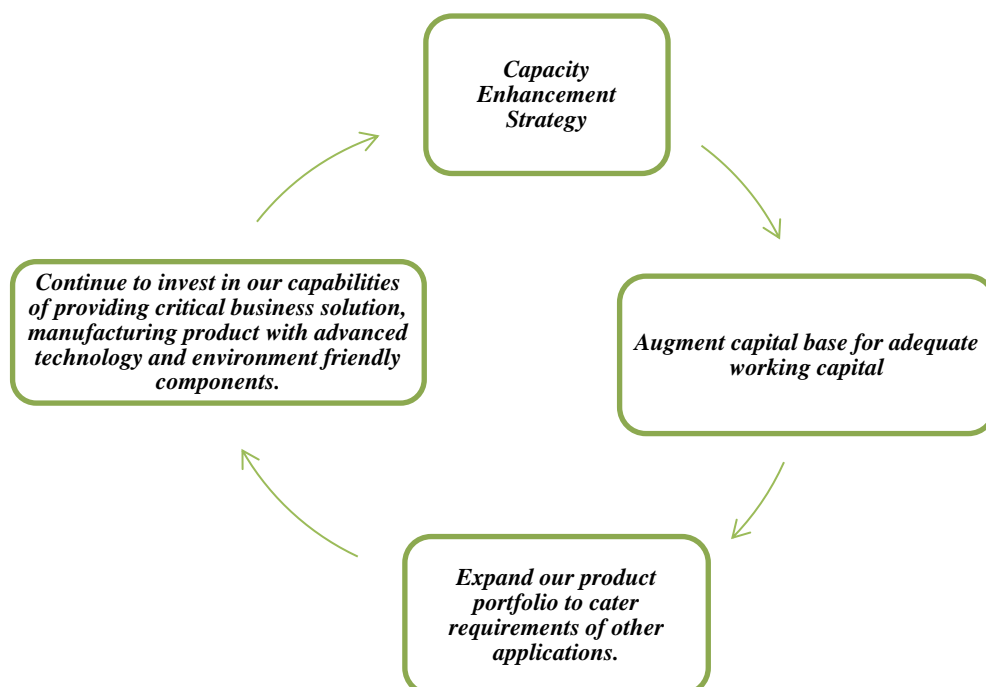 Capacity
Enhancement
Strategy
Augment capital base for adequate
working capital
Expand our product
portfolio to cater
requirements of other
applications.
Continue to invest in our capabilities
of providing critical business solution,
manufacturing product with advanced
technology and environment friendly
components.